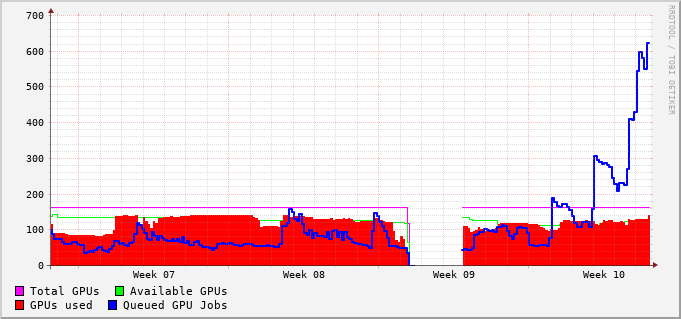 700
600
500
400
300
200
100
0
Week 07 Week 08 Week 09 Week 10
Total GPUs Available GPUs
GPUs used Queued GPU Jobs
RRDTOOL / TOBI OETIKER